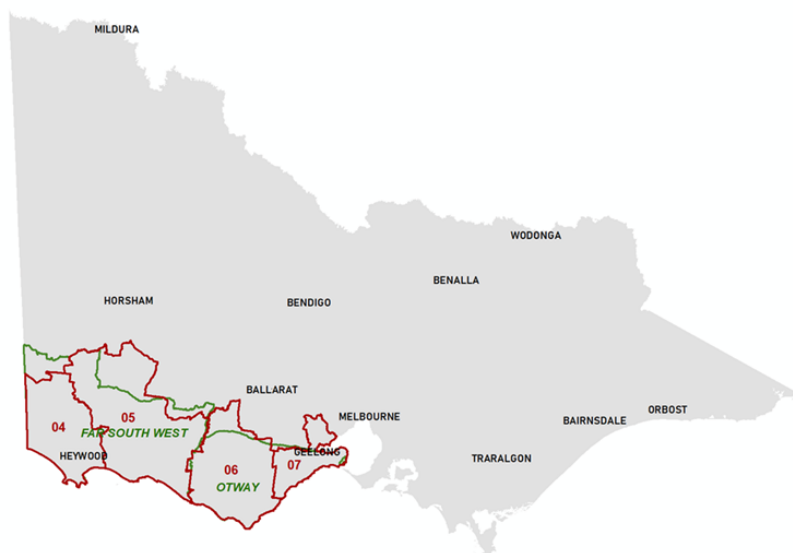 MILDURA
WODONGA
BENALLA
HORSHAM
BENDIGO
BALLARAT
MELBOURNE
ORBOST
BAIRNSDALE
04
05
FAR SOUTH WEST
HEYWOOD
GEELONG
TRARALGON
06
07
OTWAY